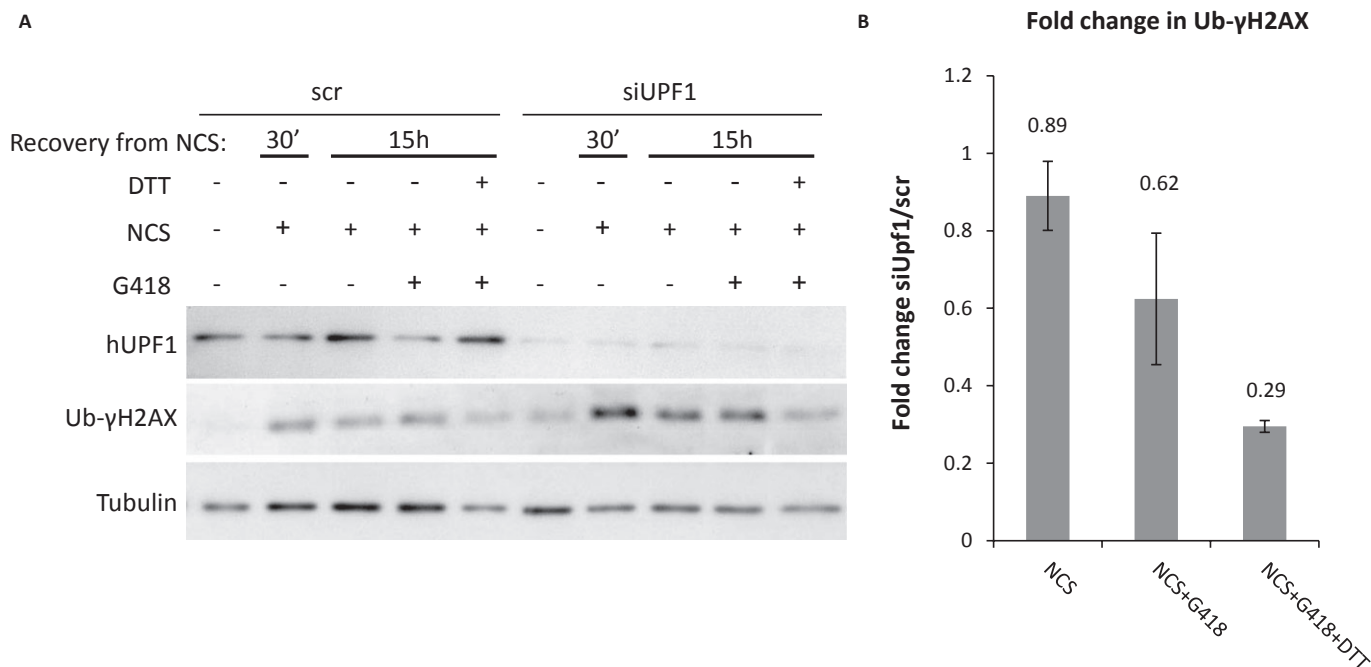 A
scr siUPF1
Recovery from NCS: 30’ 15h 30’ 15h
DTT - - - - + - - - - +
NCS - + + + + - + + + +
G418 - - - + + - - - + +
hUPF1
Ub-γH2AX
Tubulin
B
Fold change in Ub-γH2AX
Fold change siUpf1/scr
1.2
1
0.8
0.6
0.4
0.2
0
0.89
0.62
0.29
NCS
NCS+G418
NCS+G418+DTT